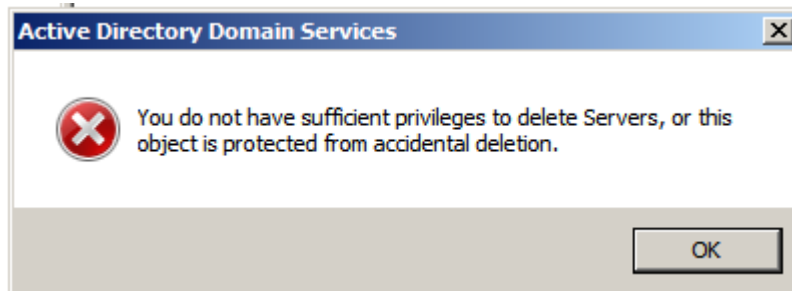 Active Directory Domain Services
You do not have sufficient privileges to delete Servers, or this
object is protected from accidental deletion.
OK